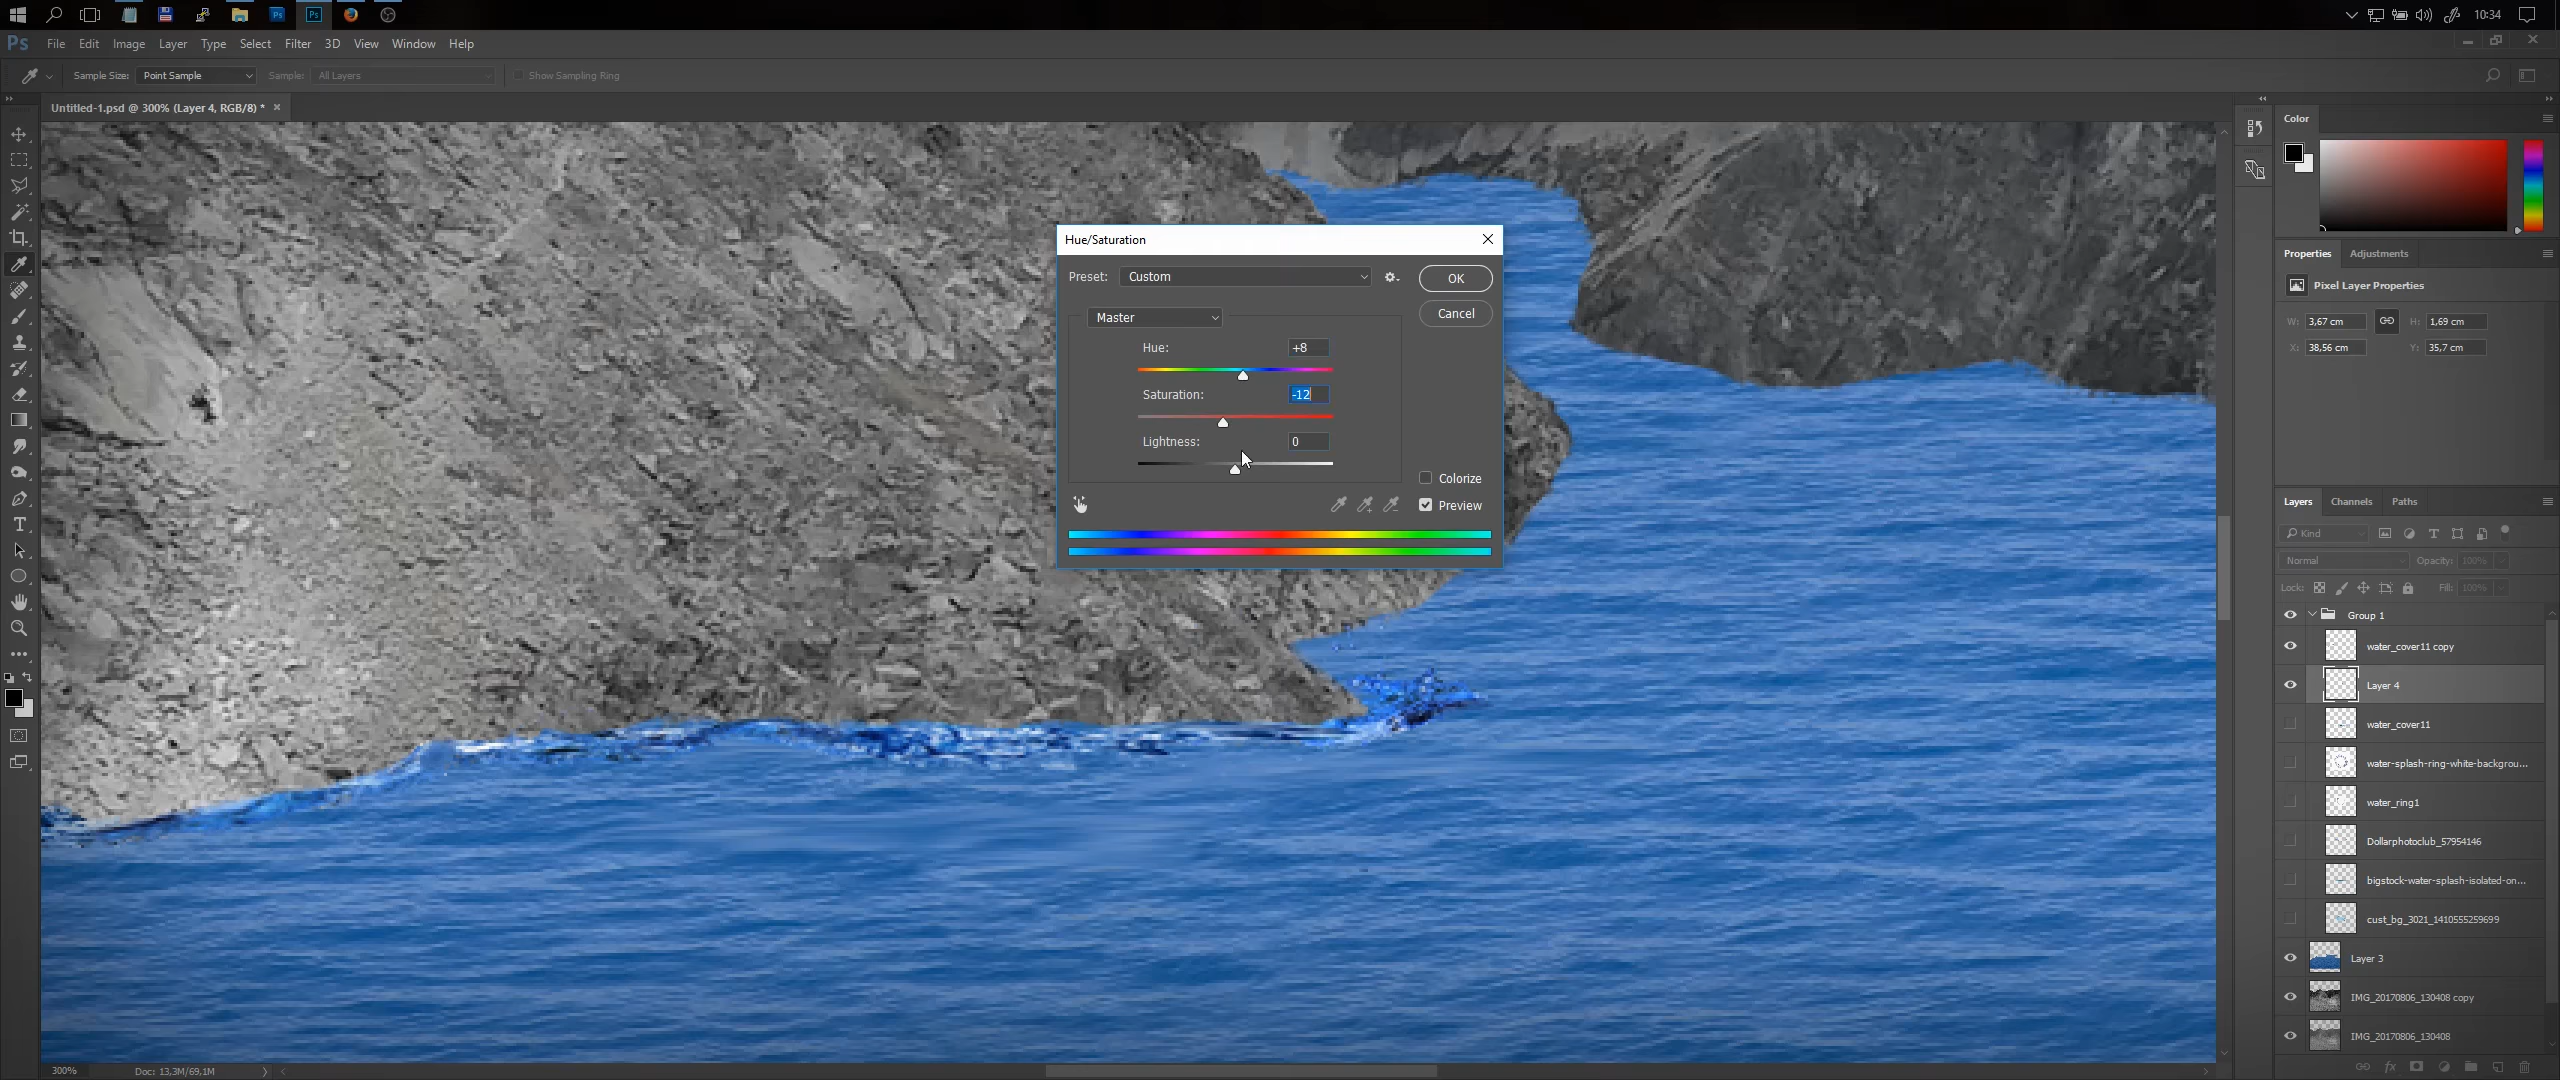 10:34
Ps File Edit Image Layer Type Select Filter 3D View Window Help
Sample Size: Point Sample Sample: All Layers Show Sampling Ring
Untitled-1.psd @ 300% (Layer 4, RGB/8) *
Hue/Saturation
Preset: Custom
OK
Cancel
Master
Hue: +8
Saturation: -12
Lightness: 0
Colorize
Preview
Color
Properties Adjustments
Pixel Layer Properties
W: 3,67 cm H: 1,69 cm
X: 38,56 cm Y: 35,7 cm
Layers Channels Paths
Kind
Normal Opacity: 100%
Lock: Fill: 100%
Group 1
water_cover11 copy
Layer 4
water_cover11
water-splash-ring-white-backgrou...
water_ring1
Dollarphotoclub_57954146
bigstock-water-splash-isolated-on...
cust_bg_3021_1410555259699
Layer 3
IMG_20170806_130408 copy
IMG_20170806_130408
300% Doc: 13,3M/69,1M